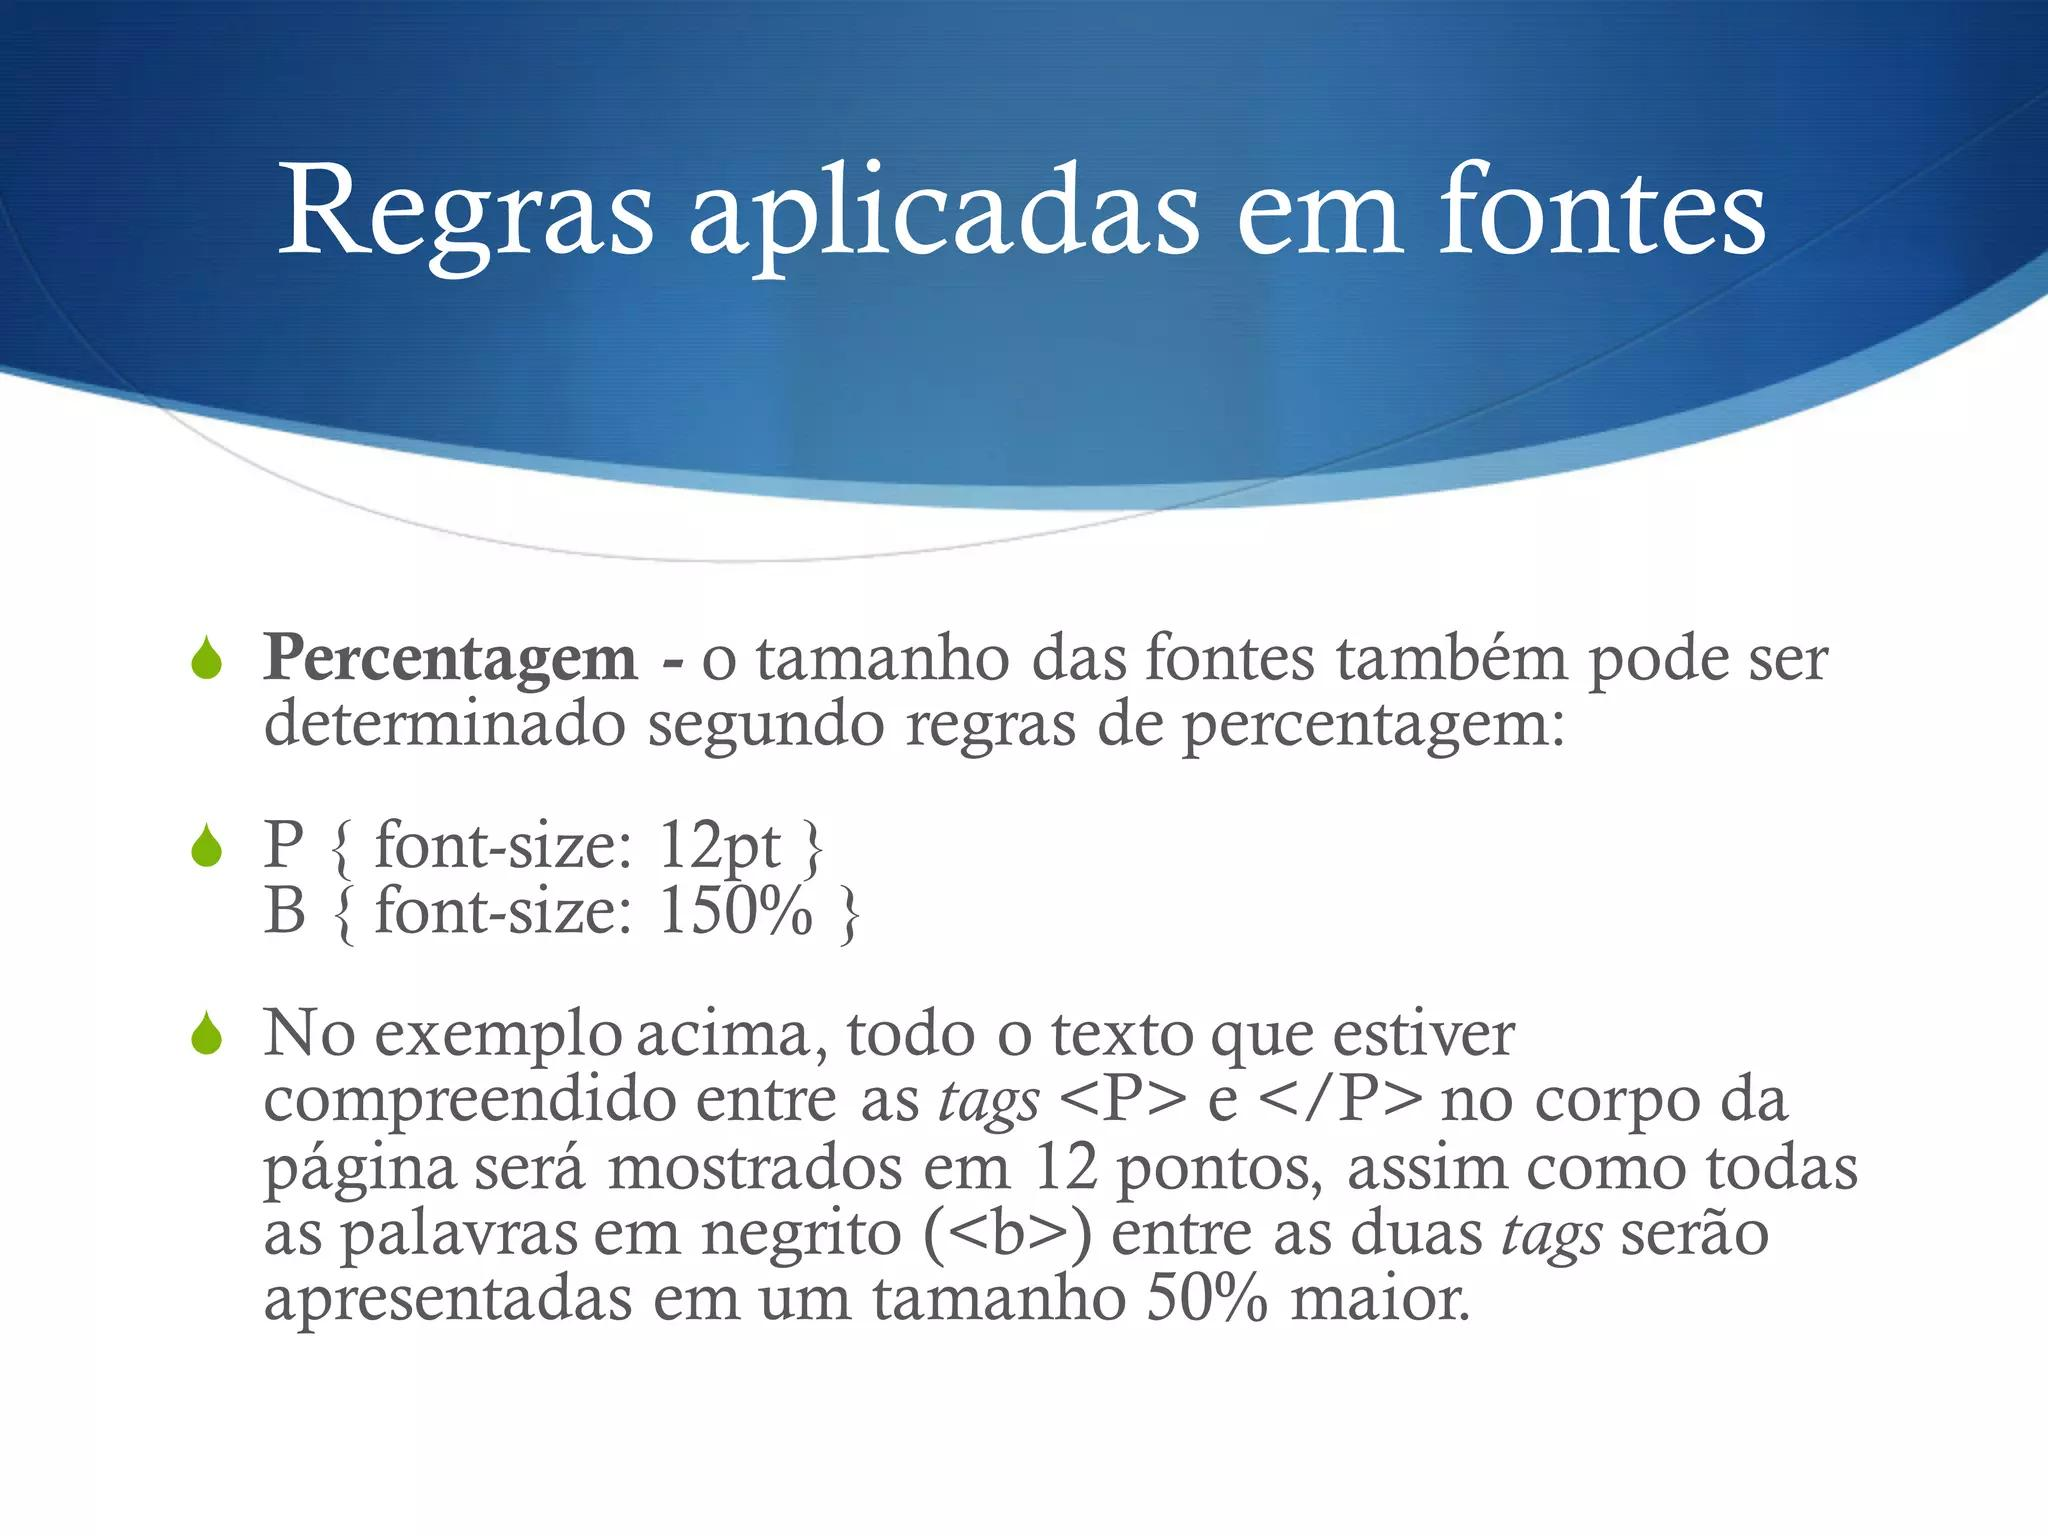 Regras aplicadas em fontes
Percentagem - o tamanho das fontes também pode ser
determinado segundo regras de percentagem:
P { font-size: 12pt }
B { font-size: 150% }
No exemplo acima, todo o texto que estiver
compreendido entre as tags <P> e </P> no corpo da
página será mostrados em 12 pontos, assim como todas
as palavras em negrito (<b>) entre as duas tags serão
apresentadas em um tamanho 50% maior.